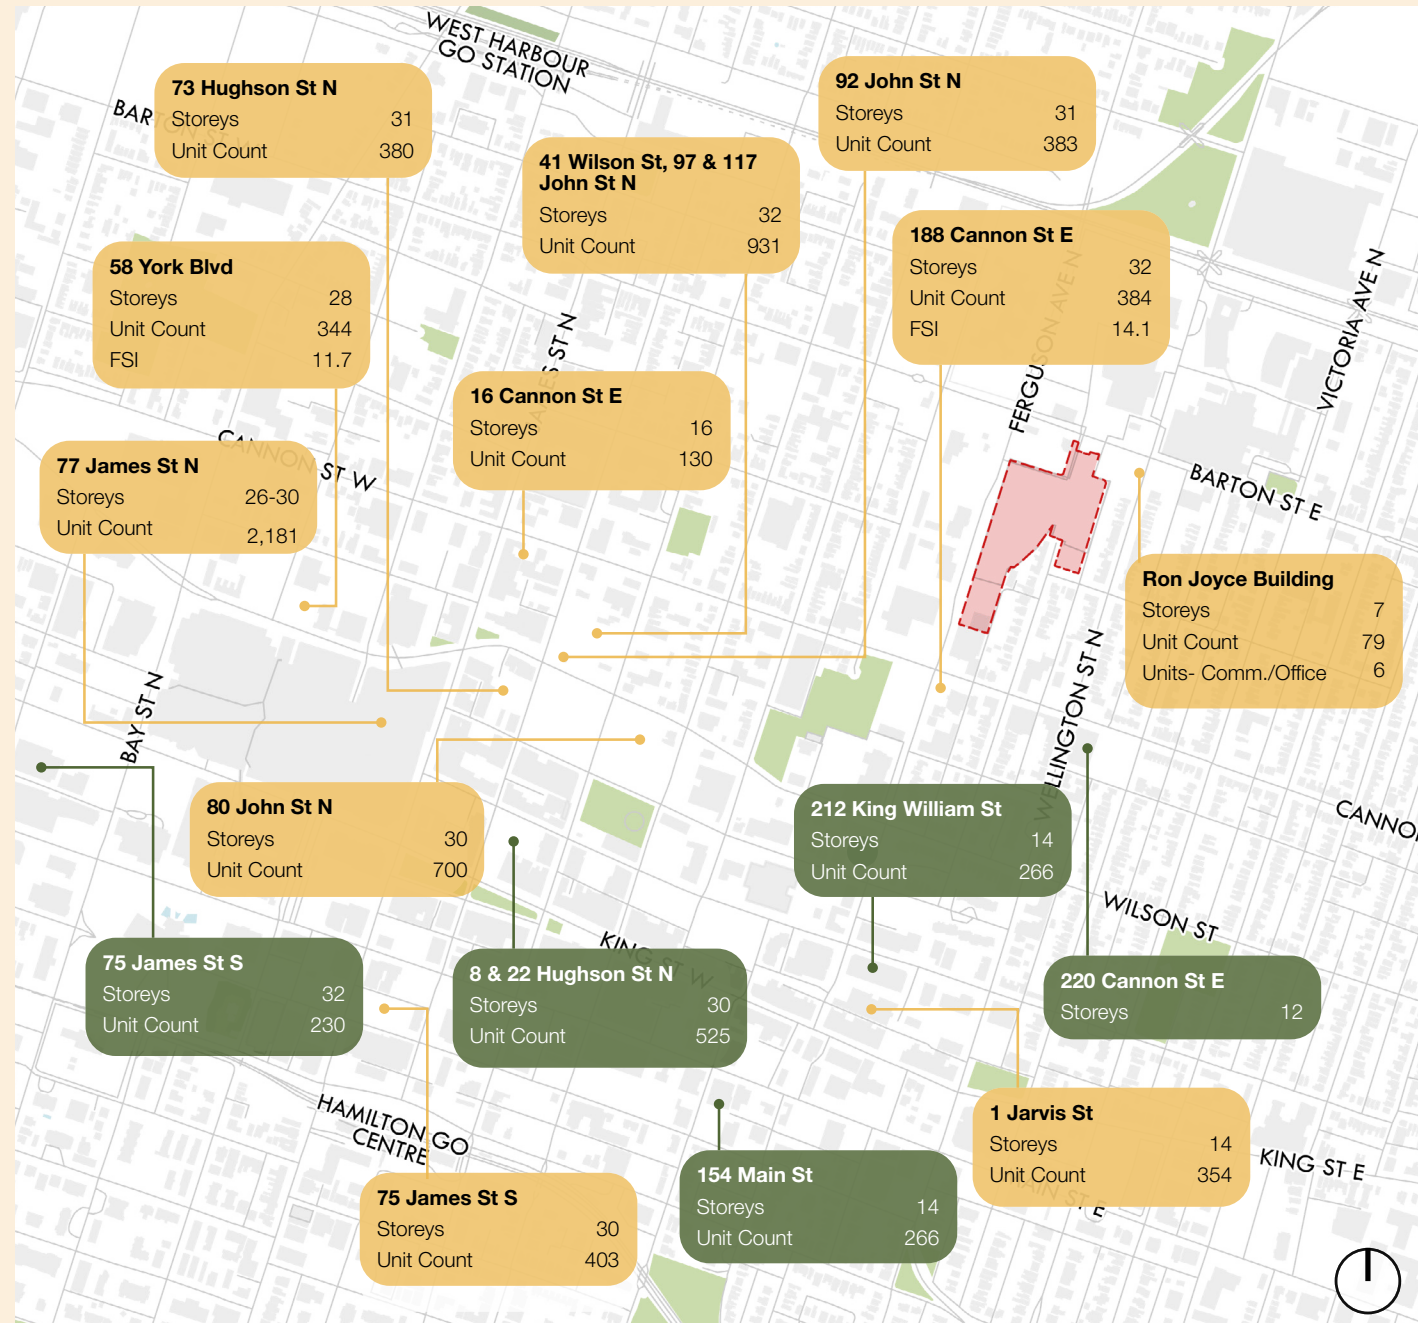 WEST HARBOUR
GO STATION
73 Hughson St N
Storeys 31
Unit Count 380
92 John St N
Storeys 31
Unit Count 383
41 Wilson St, 97 & 117
John St N
Storeys 32
Unit Count 931
188 Cannon St E
Storeys 32
Unit Count 384
FSI 14.1
58 York Blvd
Storeys 28
Unit Count 344
FSI 11.7
FERGUSON AVE N
VICTORIA AVE N
16 Cannon St E
Storeys 16
Unit Count 130
CANNON ST W
77 James St N
Storeys 26-30
Unit Count 2,181
BARTON ST E
Ron Joyce Building
Storeys 7
Unit Count 79
Units- Comm./Office 6
BAY ST N
WELLINGTON ST N
80 John St N
Storeys 30
Unit Count 700
212 King William St
Storeys 14
Unit Count 266
CANNO
WILSON ST
KING ST W
75 James St S
Storeys 32
Unit Count 230
8 & 22 Hughson St N
Storeys 30
Unit Count 525
220 Cannon St E
Storeys 12
HAMILTON GO
CENTRE
1 Jarvis St
Storeys 14
Unit Count 354
KING ST E
154 Main St
Storeys 14
Unit Count 266
75 James St S
Storeys 30
Unit Count 403